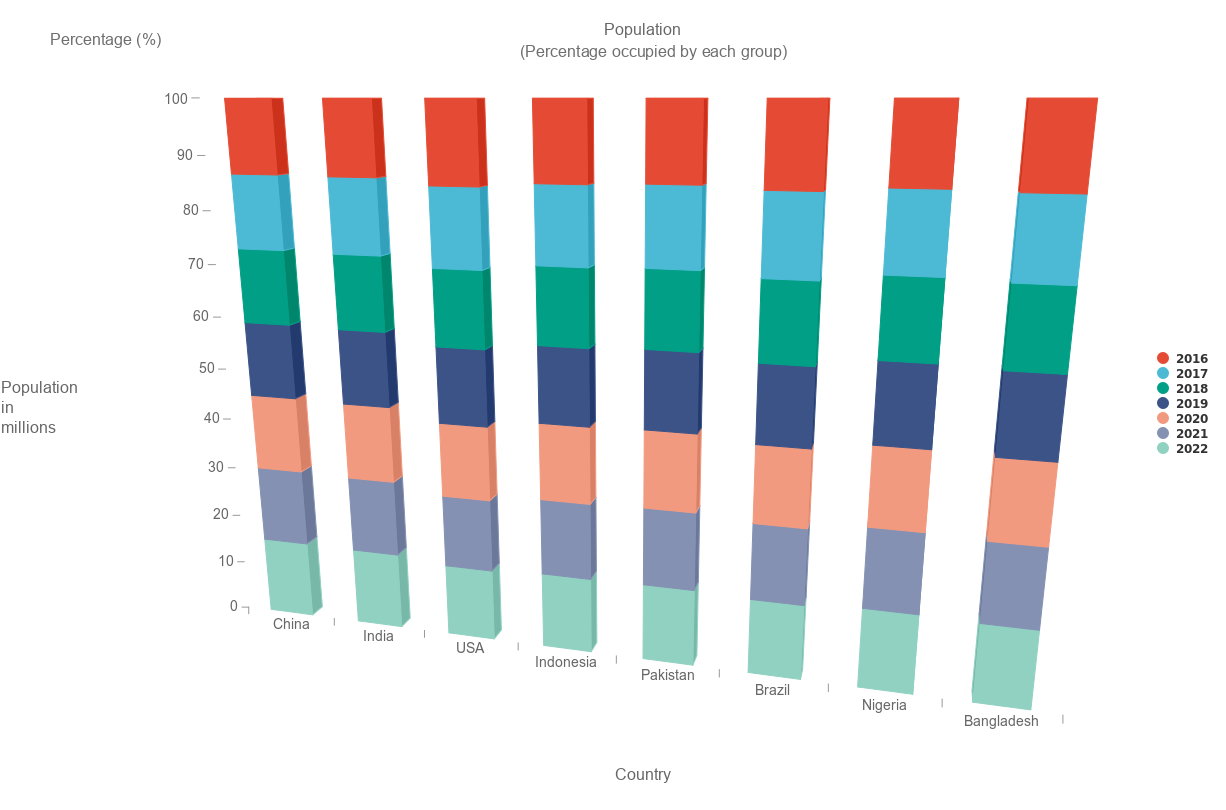 Population
(Percentage occupied by each group)
Percentage (%)
100
90
80
70
60
50
40
30
20
10
0
Population
in
millions
China
India
USA
Indonesia
Pakistan
Brazil
Nigeria
Bangladesh
Country
2016
2017
2018
2019
2020
2021
2022